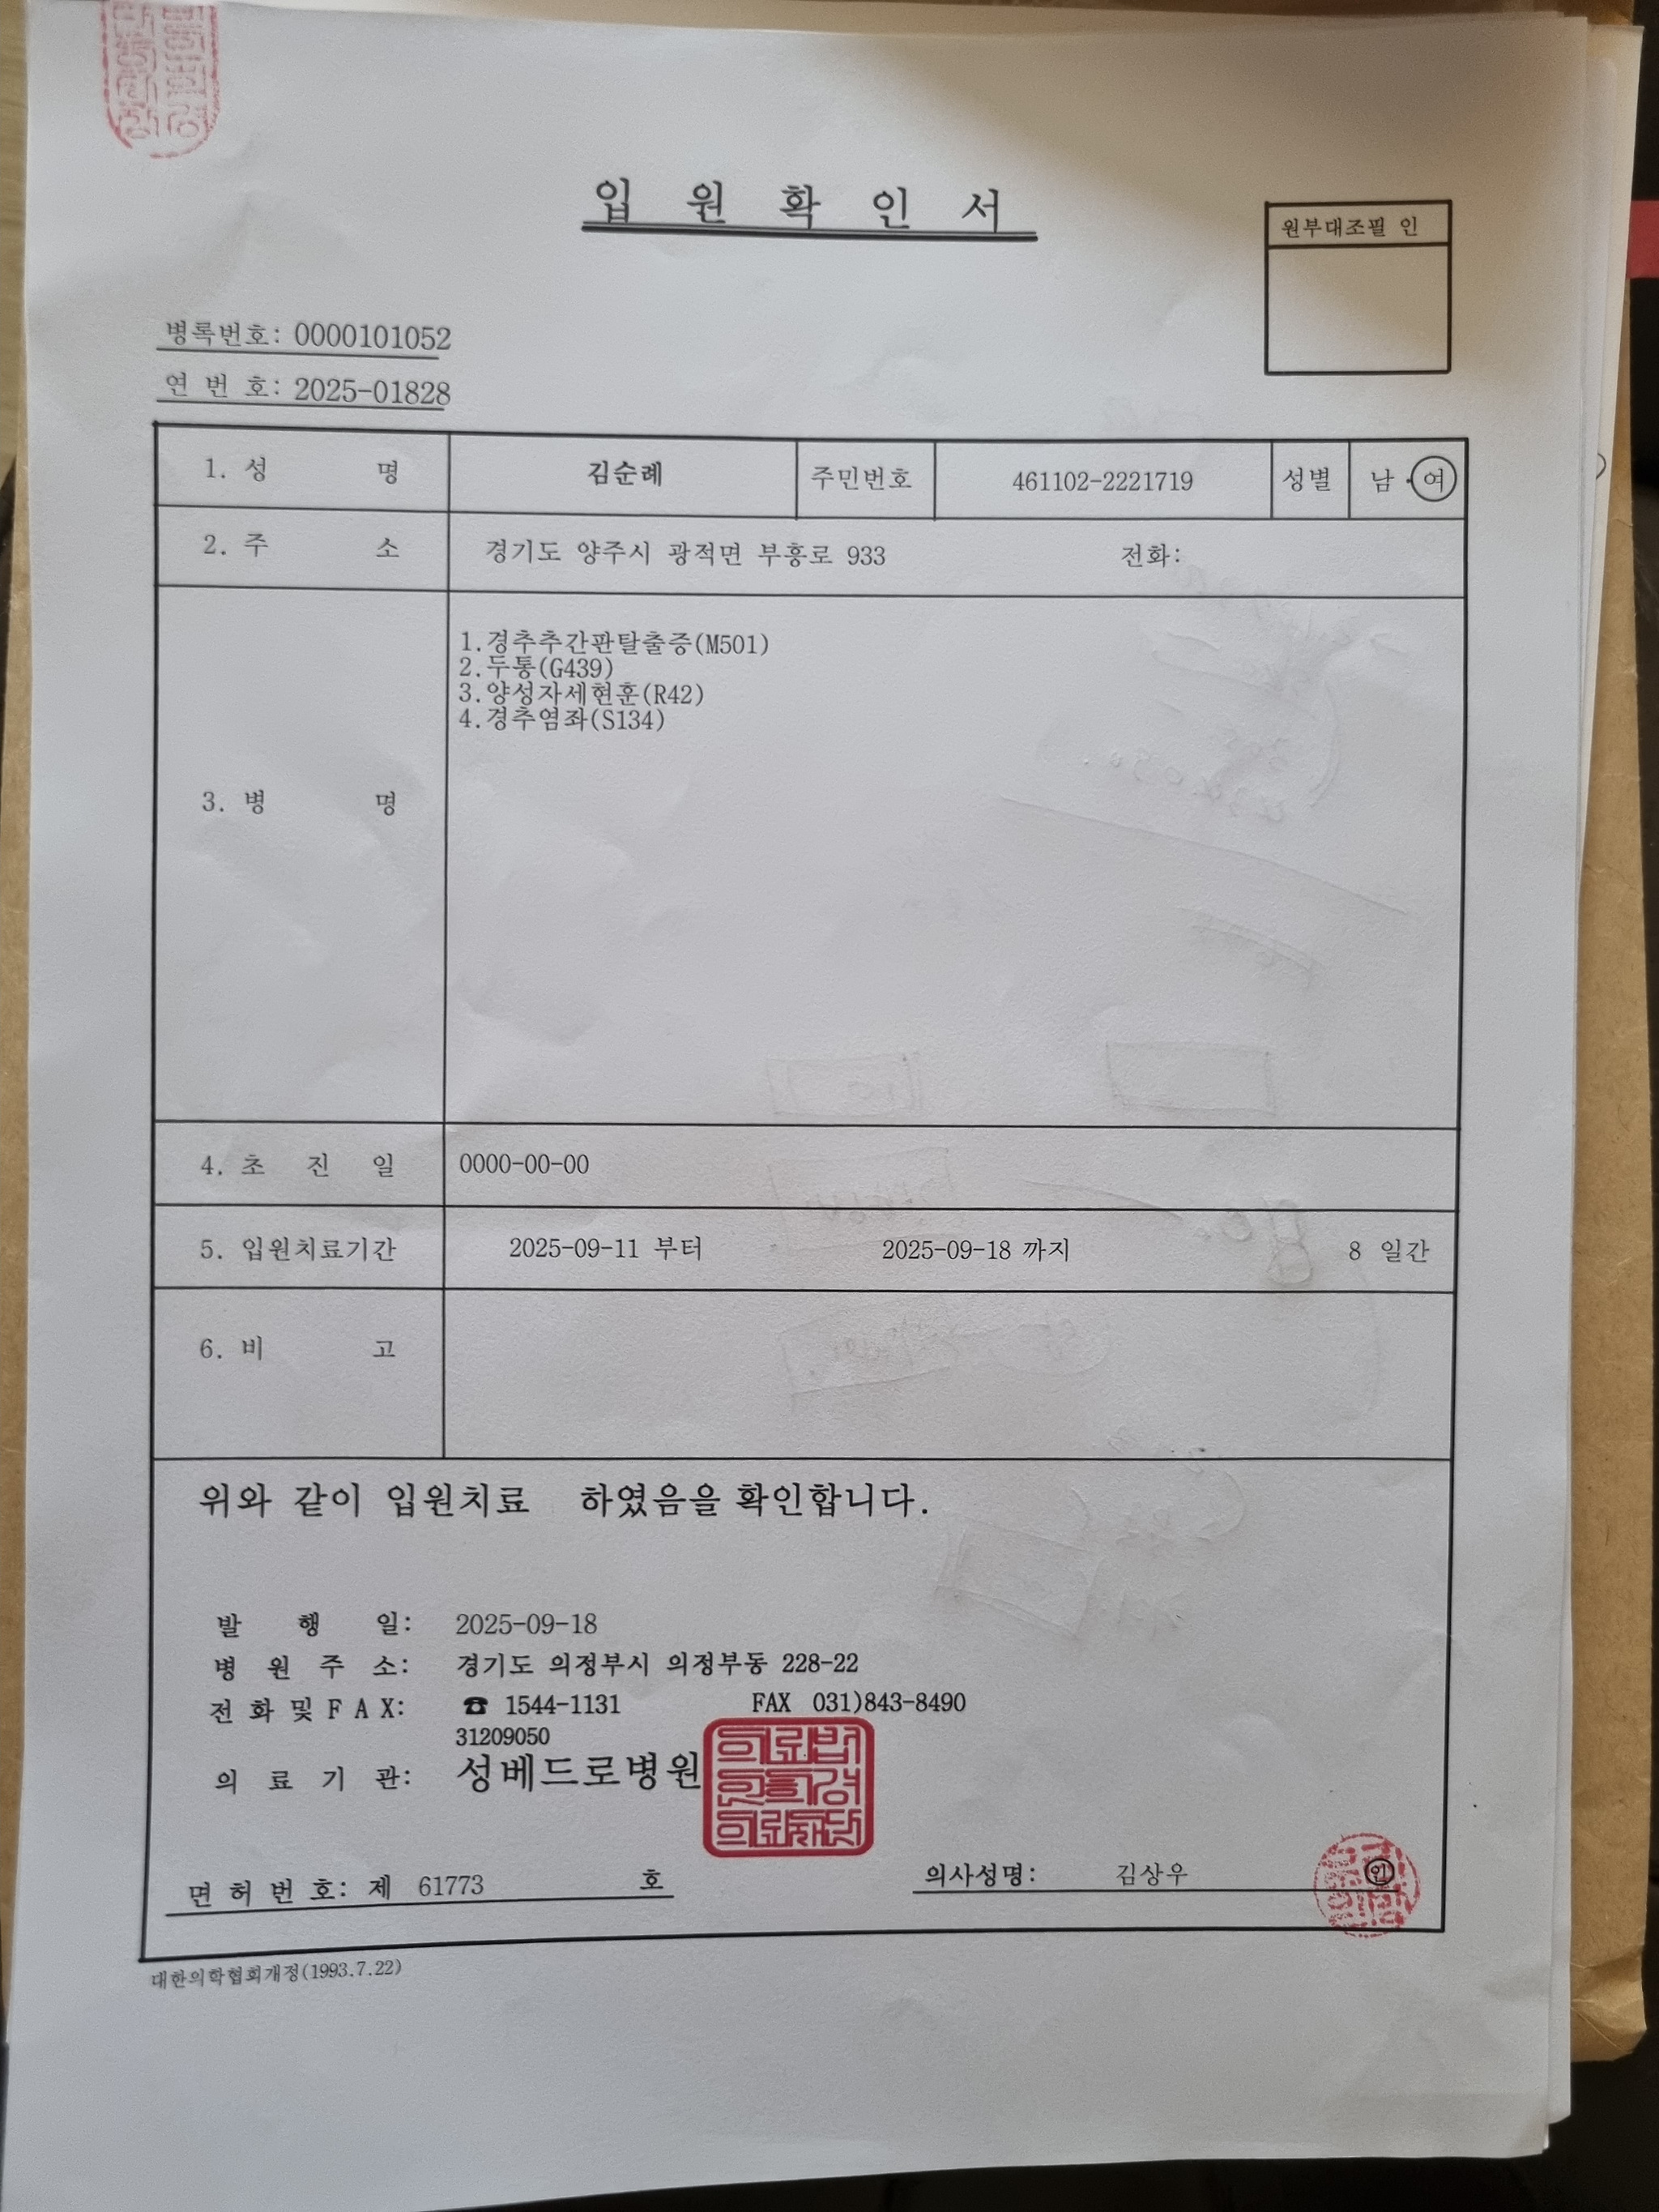 입 원 확 인 서
원부대조필 인
병록번호: 0000101052
연 번 호: 2025-01828
1. 성 명 김순례 주민번호 461102-2221719 성별 남 · 여
2. 주 소 경기도 양주시 광적면 부흥로 933 전화:
3. 병 명
1.경추추간판탈출증(M501)
2.두통(G439)
3.양성자세현훈(R42)
4.경추염좌(S134)
4. 초 진 일 0000-00-00
5. 입원치료기간 2025-09-11 부터 2025-09-18 까지 8 일간
6. 비 고
위와 같이 입원치료 하였음을 확인합니다.
발 행 일: 2025-09-18
병 원 주 소: 경기도 의정부시 의정부동 228-22
전 화 및 F A X: ☎ 1544-1131 FAX 031)843-8490
31209050
의 료 기 관: 성베드로병원
면 허 번 호: 제 61773 호 의사성명: 김상우 인
대한의학협회개정(1993.7.22)